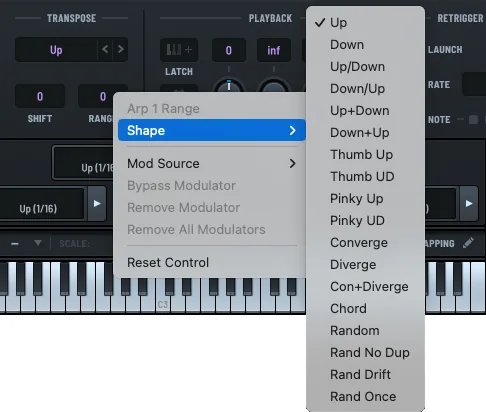 TRANSPOSE
PLAYBACK
RETRIGGER
Up
0
inf
LAUNCH
LATCH
RATE
0
0
SHIFT
RANG
NOTE
Arp 1 Range
Shape
Mod Source
Bypass Modulator
Remove Modulator
Remove All Modulators
Reset Control
Up
Down
Up/Down
Down/Up
Up+Down
Down+Up
Thumb Up
Thumb UD
Pinky Up
Pinky UD
Converge
Diverge
Con+Diverge
Chord
Random
Rand No Dup
Rand Drift
Rand Once
Up (1/16
Up (1/16)
SCALE:
APPING
C3